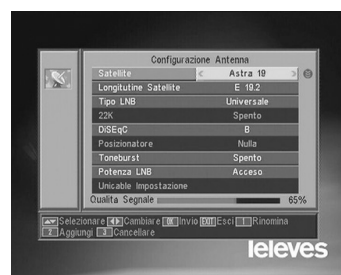 Configurazione Antenna
Satellite < Astra 19 >
Longitutine Satellite E 19.2
Tipo LNB Universale
22K Spento
DiSEqC B
Posizionatore Nulla
Toneburst Spento
Potenza LNB Acceso
Unicable Impostazione
Qualita Segnale 65%
Selezionare Cambiare OK Invio EXIT Esci 1 Rinomina
2 Aggiungi 3 Cancellare
leleves